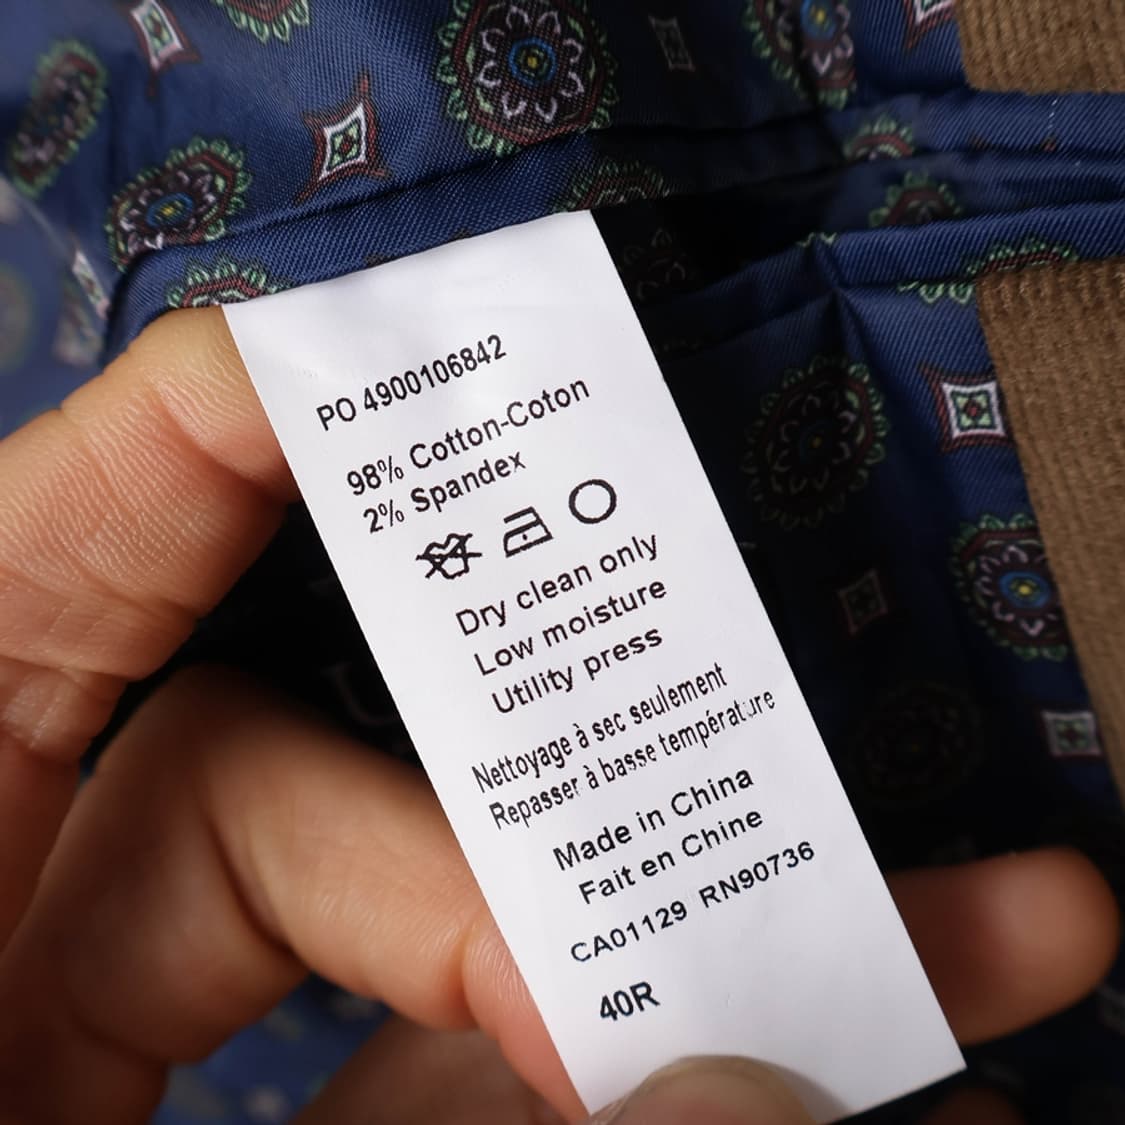 PO 4900106842
98% Cotton-Coton
2% Spandex
Dry clean only
Low moisture
Utility press
Nettoyage à sec seulement
Repasser à basse température
Made in China
Fait en Chine
CA01129 RN90736
40R